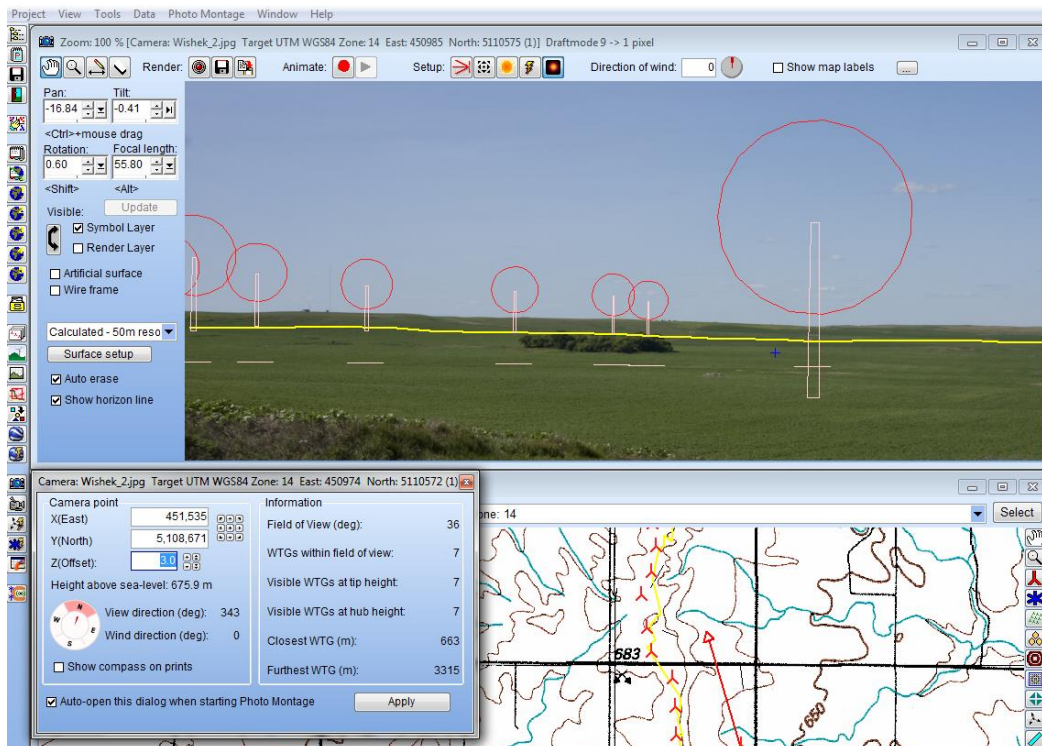 Project View Tools Data Photo Montage Window Help
Zoom: 100 % [Camera: Wishek_2.jpg Target UTM WGS84 Zone: 14 East: 450985 North: 5110575 (1)] Draftmode 9 -> 1 pixel
Render: Animate: Setup: Direction of wind: 0 Show map labels ...
Pan: Tilt:
-16.84 -0.41
<Ctrl>+mouse drag
Rotation: Focal length:
0.60 55.80
<Shift> <Alt>
Visible: Update
Symbol Layer
Render Layer
Artificial surface
Wire frame
Calculated - 50m reso
Surface setup
Auto erase
Show horizon line
Camera: Wishek_2.jpg Target UTM WGS84 Zone: 14 East: 450974 North: 5110572 (1)
Camera point
X(East) 451,535
Y(North) 5,108,671
Z(Offset): 3.0
Height above sea-level: 675.9 m
N
W E
S
View direction (deg): 343
Wind direction (deg): 0
Show compass on prints
Information
Field of View (deg): 36
WTGs within field of view: 7
Visible WTGs at tip height: 7
Visible WTGs at hub height: 7
Closest WTG (m): 663
Furthest WTG (m): 3315
Auto-open this dialog when starting Photo Montage Apply
one: 14 Select
683
650